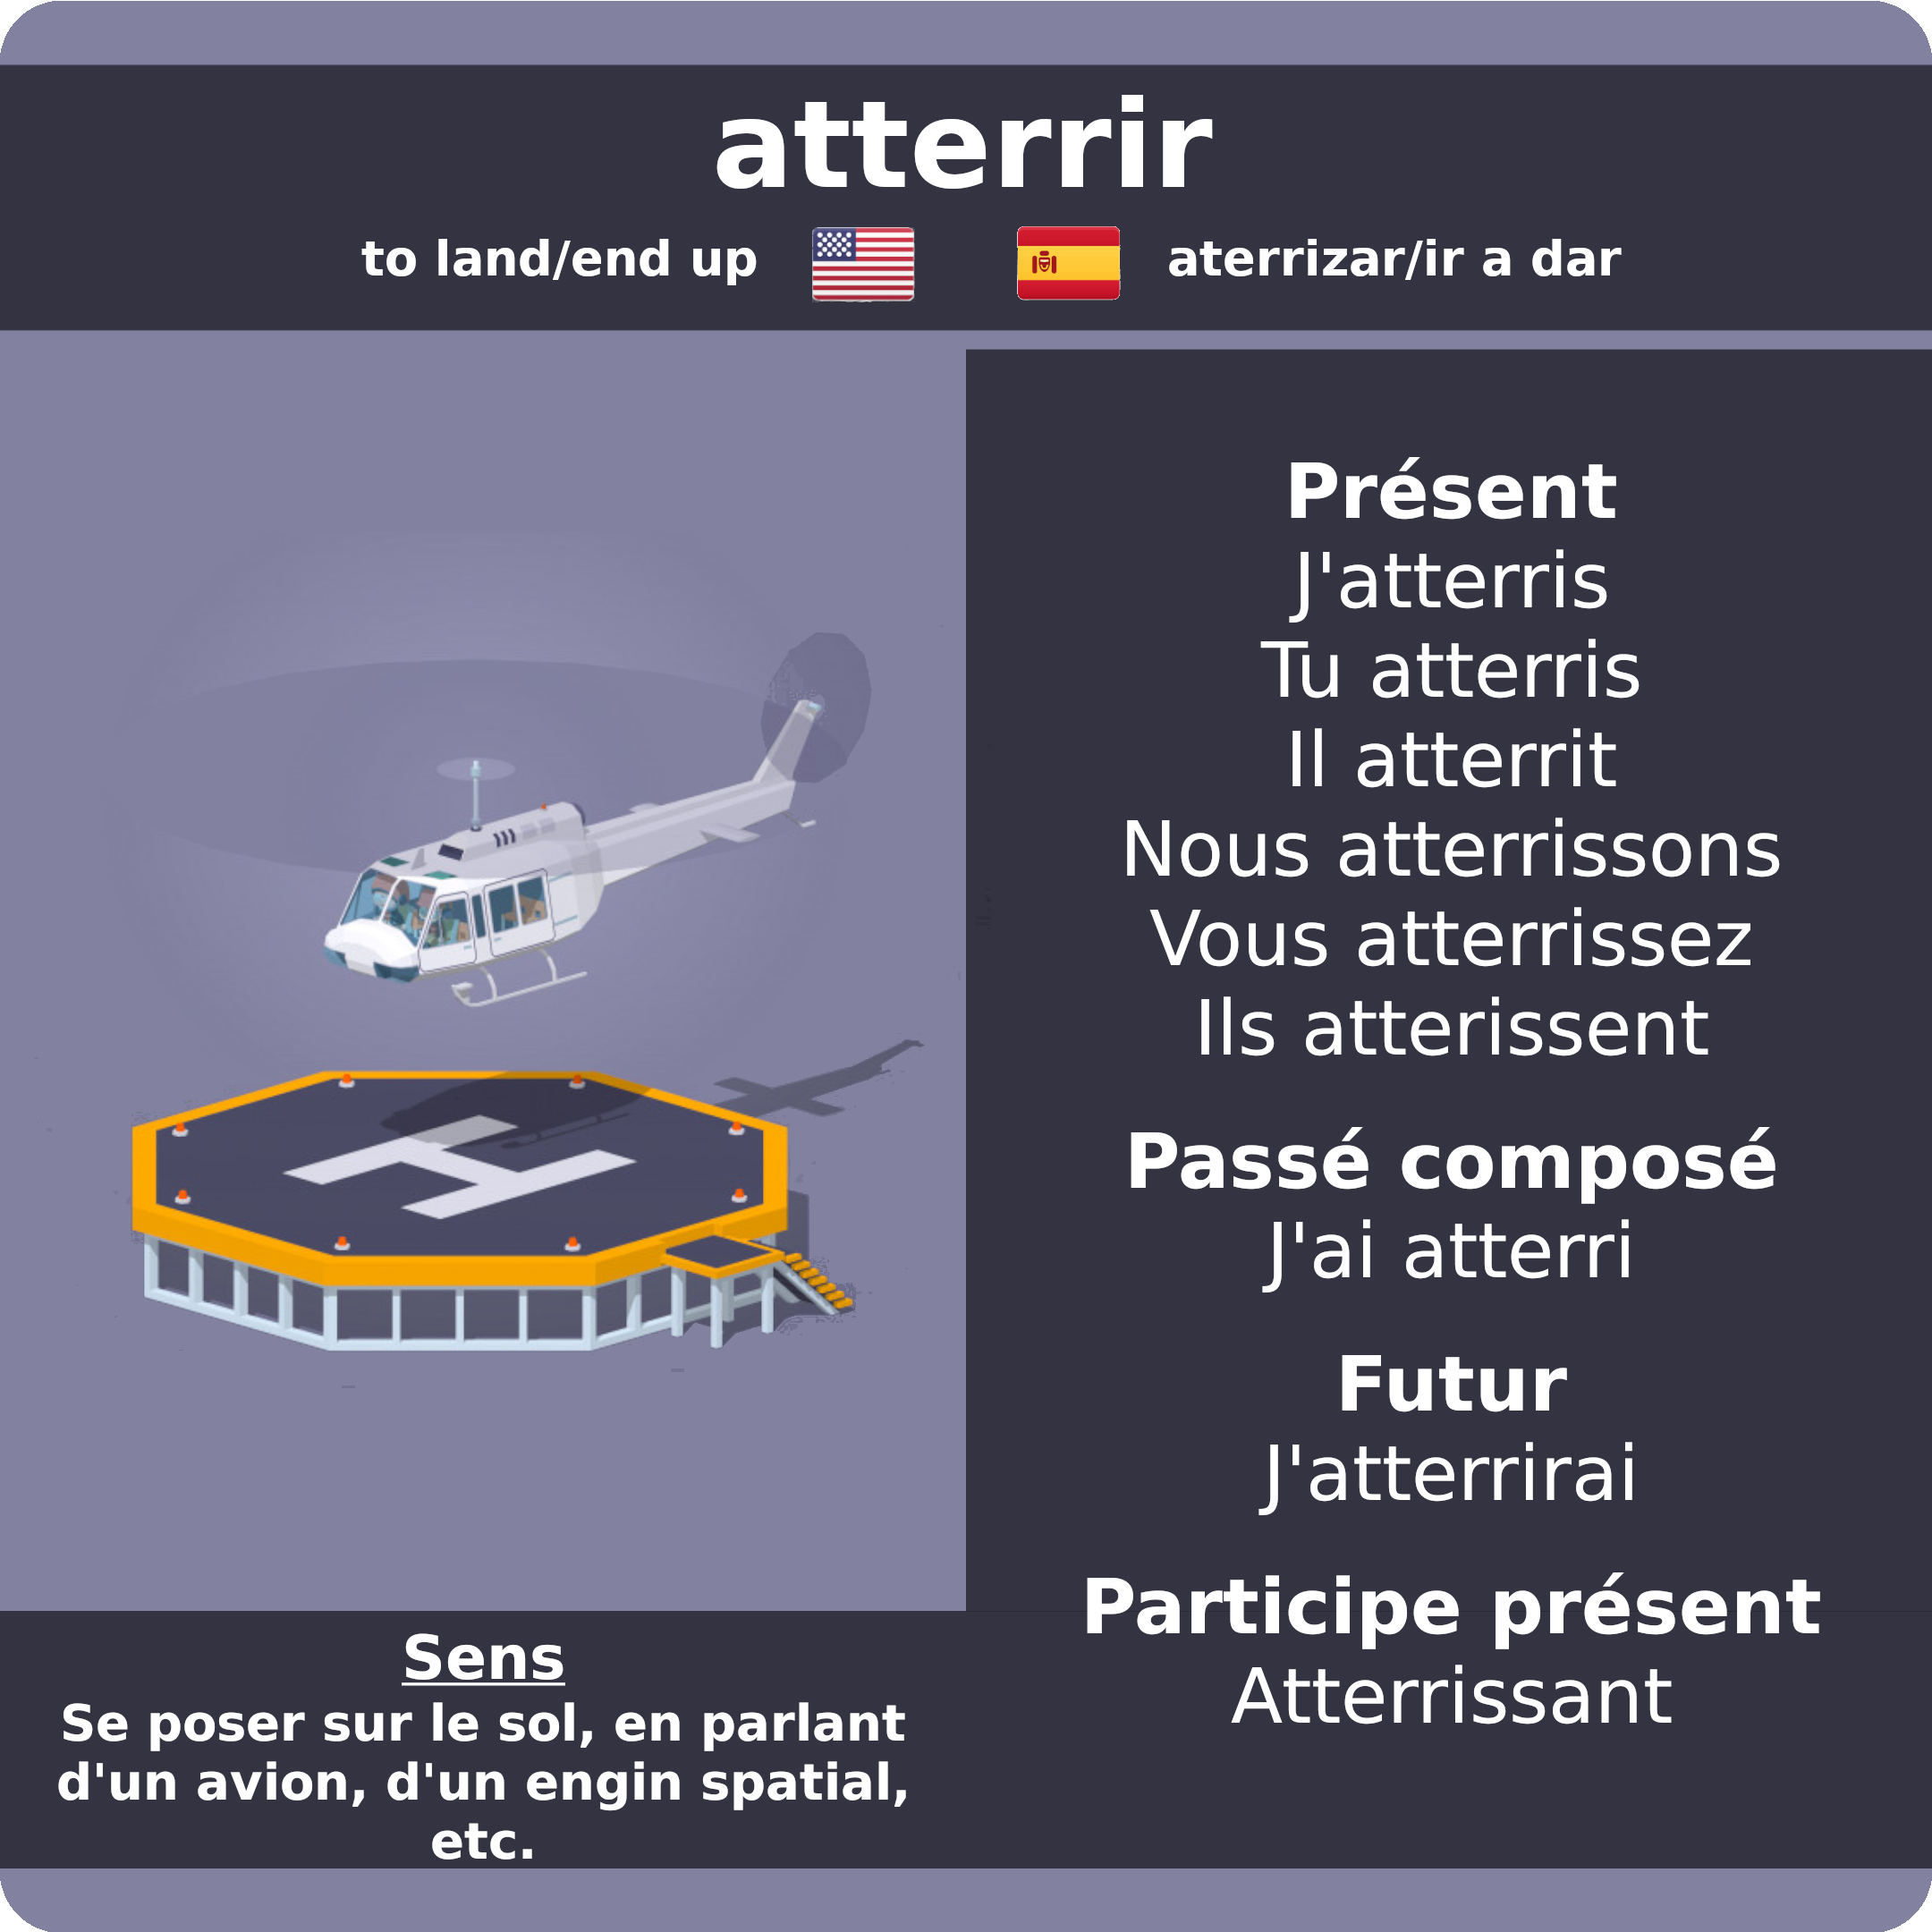 atterrir
to land/end up
aterrizar/ir a dar
Présent
J'atterris
Tu atterris
Il atterrit
Nous atterrissons
Vous atterrissez
Ils atterissent
Passé composé
J'ai atterri
Futur
J'atterrirai
Participe présent
Atterrissant
Sens
Se poser sur le sol, en parlant
d'un avion, d'un engin spatial,
etc.
H